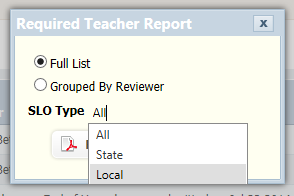 Required Teacher Report x
Full List
Grouped By Reviewer
SLO Type All
All
State
Local